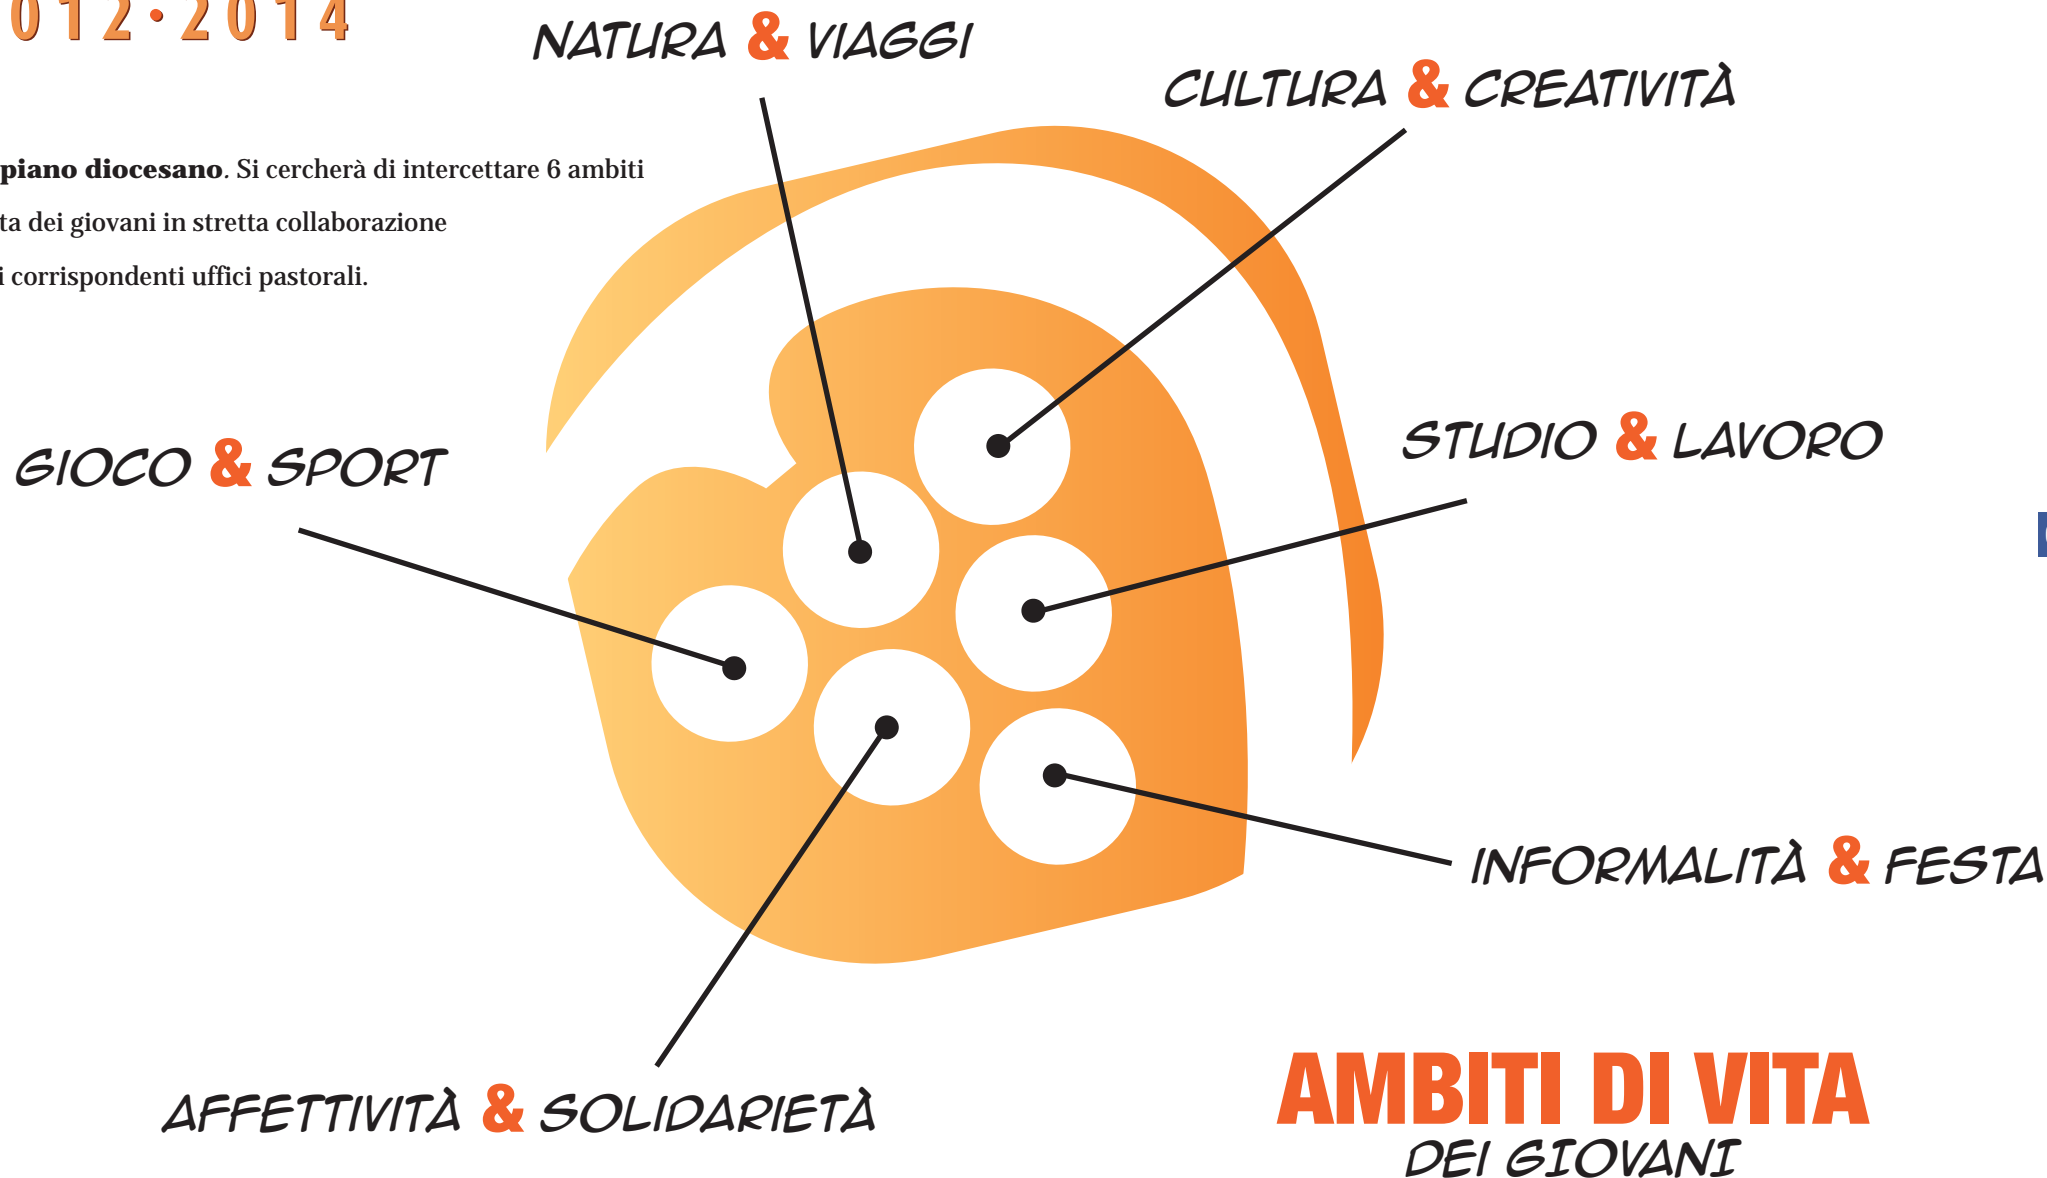 012·2014
NATURA & VIAGGI
CULTURA & CREATIVITÀ
piano diocesano. Si cercherà di intercettare 6 ambiti
ta dei giovani in stretta collaborazione
i corrispondenti uffici pastorali.
STUDIO & LAVORO
GIOCO & SPORT
INFORMALITÀ & FESTA
AFFETTIVITÀ & SOLIDARIETÀ
AMBITI DI VITA
DEI GIOVANI